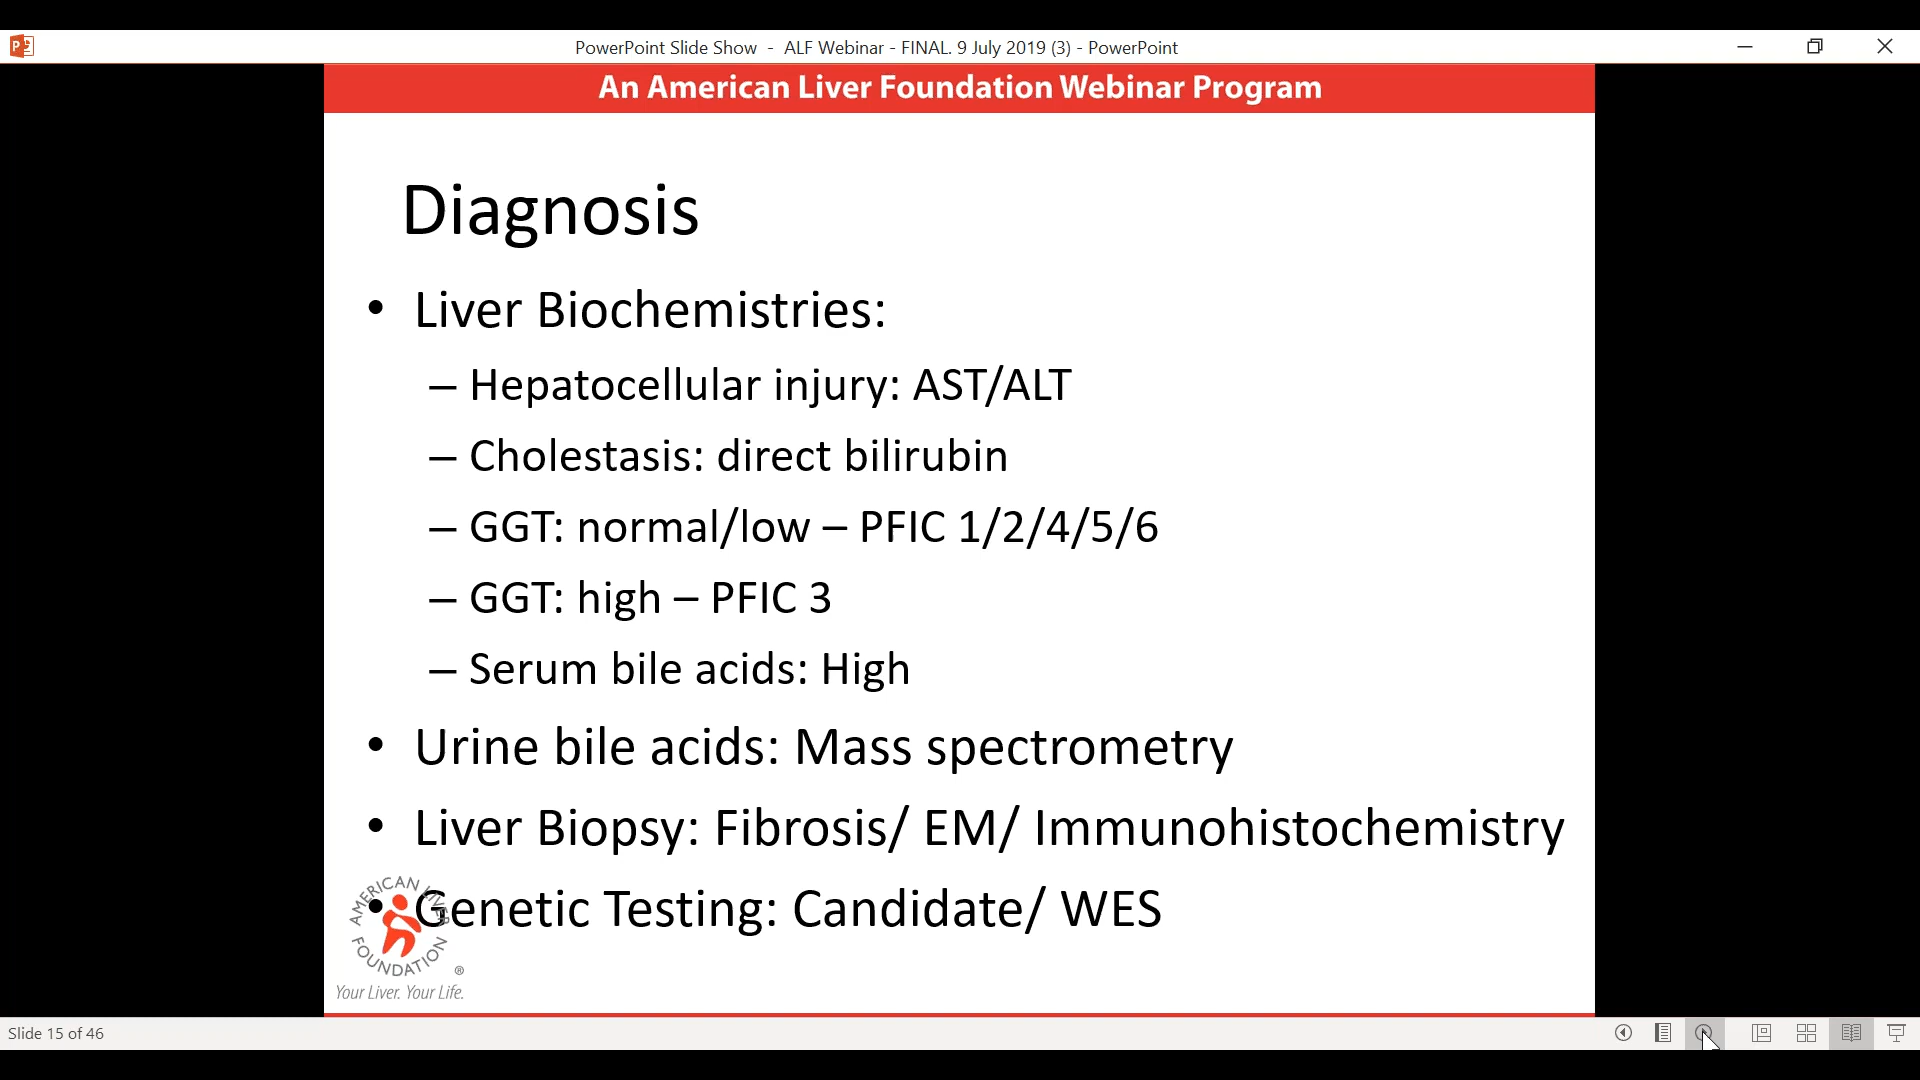 PowerPoint Slide Show - ALF Webinar - FINAL. 9 July 2019 (3) - PowerPoint
An American Liver Foundation Webinar Program
Diagnosis
• Liver Biochemistries:
– Hepatocellular injury: AST/ALT
– Cholestasis: direct bilirubin
– GGT: normal/low – PFIC 1/2/4/5/6
– GGT: high – PFIC 3
– Serum bile acids: High
• Urine bile acids: Mass spectrometry
• Liver Biopsy: Fibrosis/ EM/ Immunohistochemistry
• Genetic Testing: Candidate/ WES
AMERICAN LIVER FOUNDATION ®
Your Liver. Your Life.
Slide 15 of 46